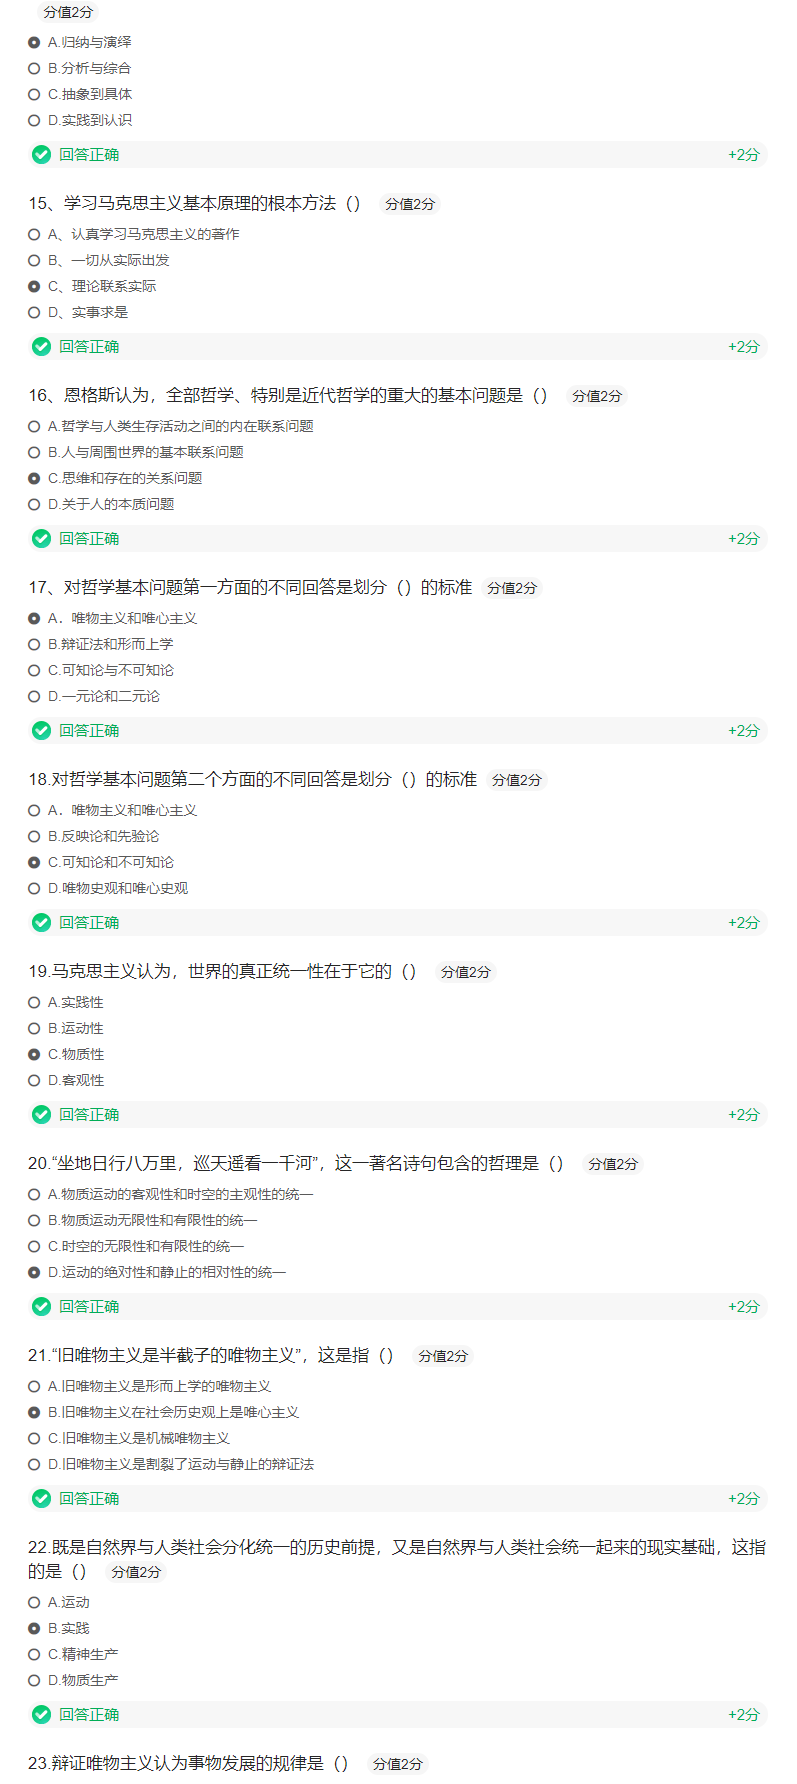 分值2分
A.归纳与演绎
B.分析与综合
C.抽象到具体
D.实践到认识
回答正确 +2分
15、学习马克思主义基本原理的根本方法（） 分值2分
A、认真学习马克思主义的著作
B、一切从实际出发
C、理论联系实际
D、实事求是
回答正确 +2分
16、恩格斯认为，全部哲学、特别是近代哲学的重大的基本问题是（） 分值2分
A.哲学与人类生存活动之间的内在联系问题
B.人与周围世界的基本联系问题
C.思维和存在的关系问题
D.关于人的本质问题
回答正确 +2分
17、对哲学基本问题第一方面的不同回答是划分（）的标准 分值2分
A．唯物主义和唯心主义
B.辩证法和形而上学
C.可知论与不可知论
D.一元论和二元论
回答正确 +2分
18.对哲学基本问题第二个方面的不同回答是划分（）的标准 分值2分
A．唯物主义和唯心主义
B.反映论和先验论
C.可知论和不可知论
D.唯物史观和唯心史观
回答正确 +2分
19.马克思主义认为，世界的真正统一性在于它的（） 分值2分
A.实践性
B.运动性
C.物质性
D.客观性
回答正确 +2分
20.“坐地日行八万里，巡天遥看一千河”，这一著名诗句包含的哲理是（） 分值2分
A.物质运动的客观性和时空的主观性的统一
B.物质运动无限性和有限性的统一
C.时空的无限性和有限性的统一
D.运动的绝对性和静止的相对性的统一
回答正确 +2分
21.“旧唯物主义是半截子的唯物主义”，这是指（） 分值2分
A.旧唯物主义是形而上学的唯物主义
B.旧唯物主义在社会历史观上是唯心主义
C.旧唯物主义是机械唯物主义
D.旧唯物主义是割裂了运动与静止的辩证法
回答正确 +2分
22.既是自然界与人类社会分化统一的历史前提，又是自然界与人类社会统一起来的现实基础，这指
的是（） 分值2分
A.运动
B.实践
C.精神生产
D.物质生产
回答正确 +2分
23.辩证唯物主义认为事物发展的规律是（） 分值2分